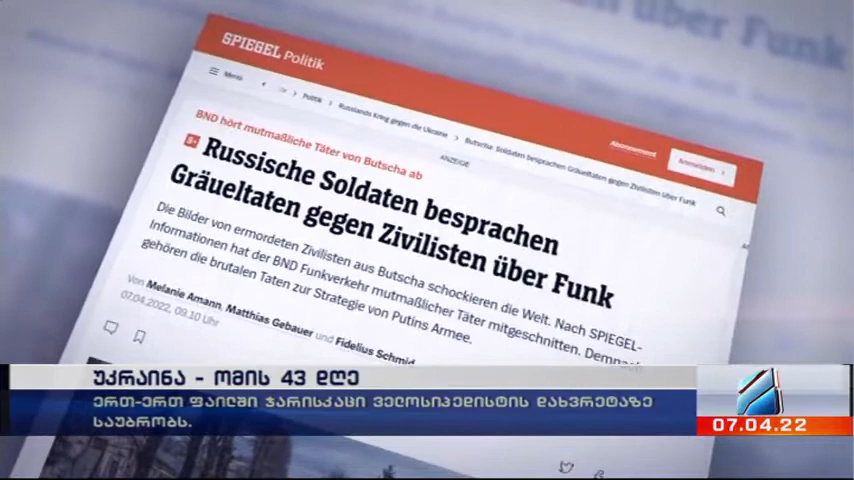 über Funk
SPIEGEL Politik
Menü
Politik > Russlands Krieg gegen die Ukraine > Butscha: Soldaten besprachen Gräueltaten gegen Zivilisten über Funk
Abonnement
Anmelden >
ANZEIGE
BND hört mutmaßliche Täter von Butscha ab
S+ Russische Soldaten besprachen
Gräueltaten gegen Zivilisten über Funk
Die Bilder von ermordeten Zivilisten aus Butscha schockieren die Welt. Nach SPIEGEL-
Informationen hat der BND Funkverkehr mutmaßlicher Täter mitgeschnitten. Demnach
gehören die brutalen Taten zur Strategie von Putins Armee.
Von Melanie Amann, Matthias Gebauer und Fidelius Schmid
07.04.2022, 09.10 Uhr
უკრაინა - ომის 43 დღე
ერთ-ერთ ფაილში ჯარისკაცი ველოსიპედისტის დახვრეტაზე
საუბრობს.
07.04.22